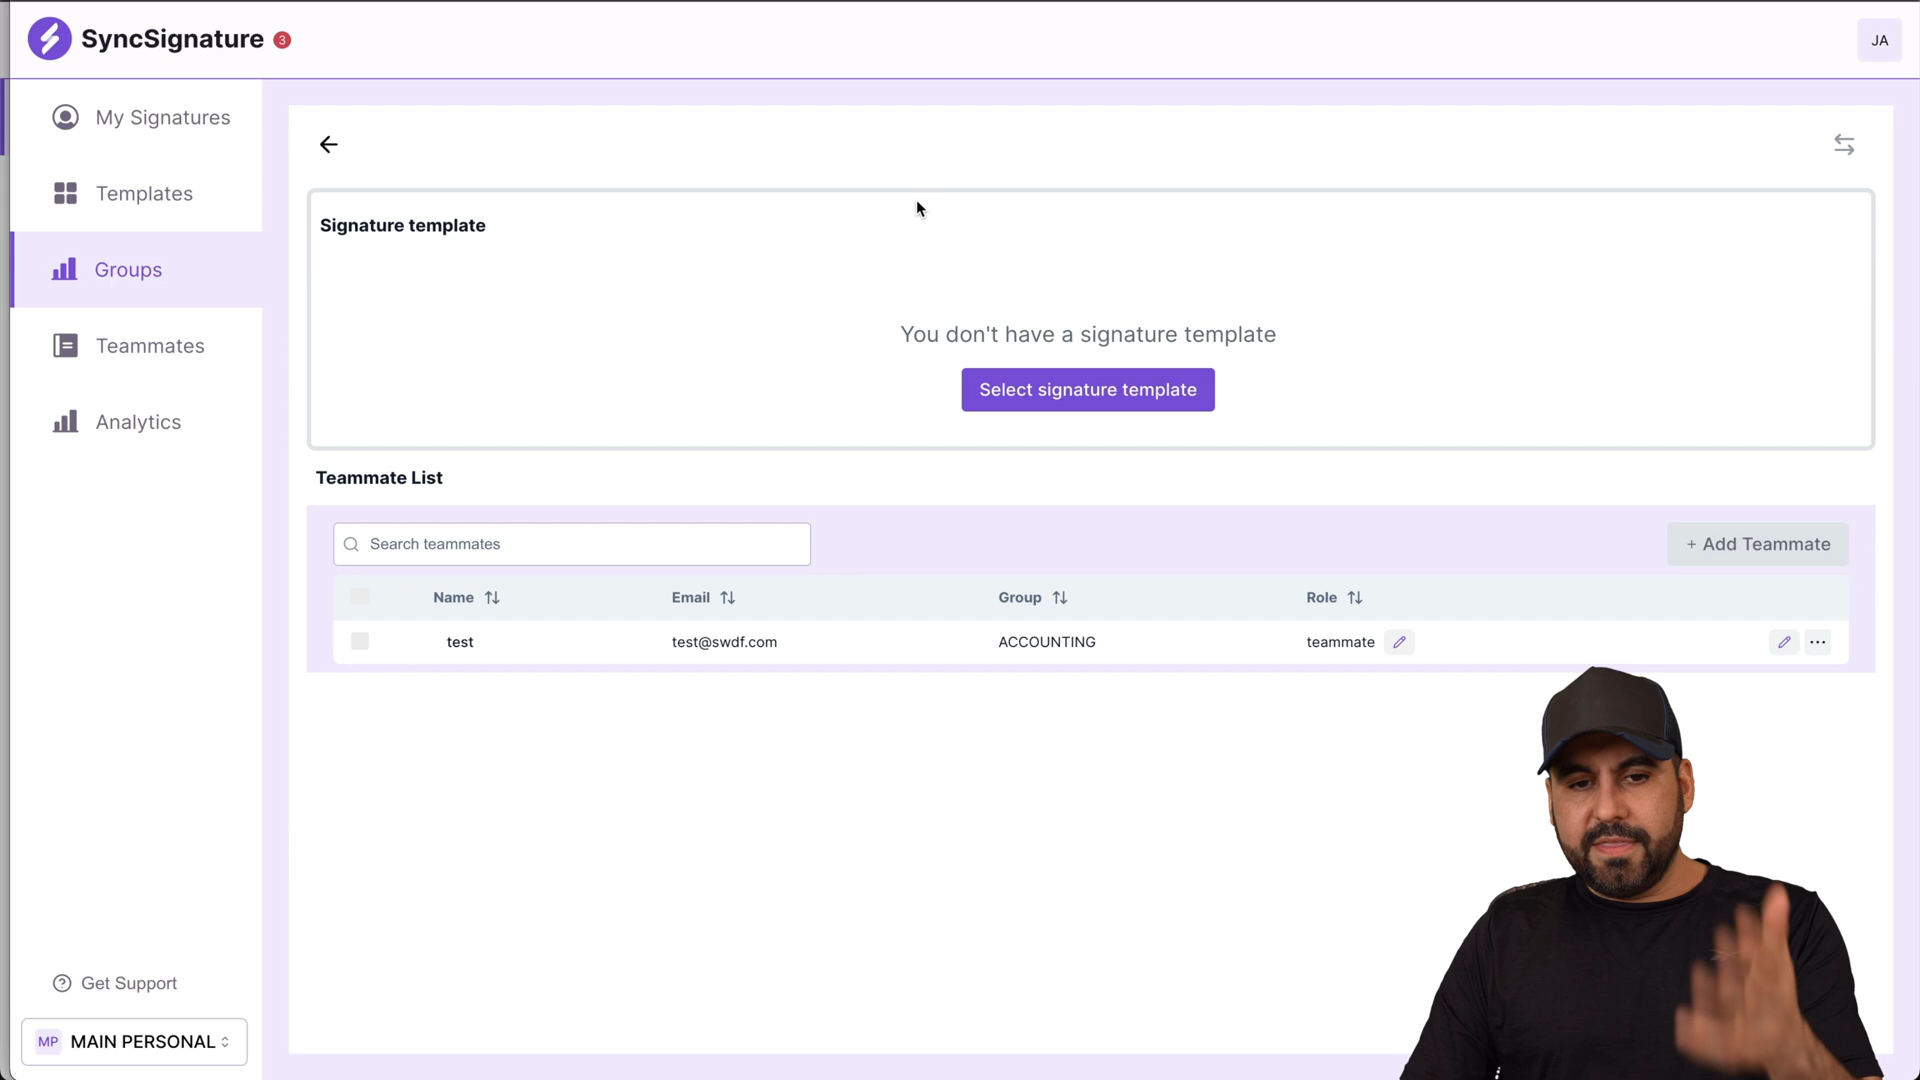 SyncSignature 3
JA
My Signatures
Templates
Groups
Teammates
Analytics
Signature template
You don't have a signature template
Select signature template
Teammate List
Search teammates
+ Add Teammate
Name Email Group Role
test test@swdf.com ACCOUNTING teammate
Get Support
MP MAIN PERSONAL